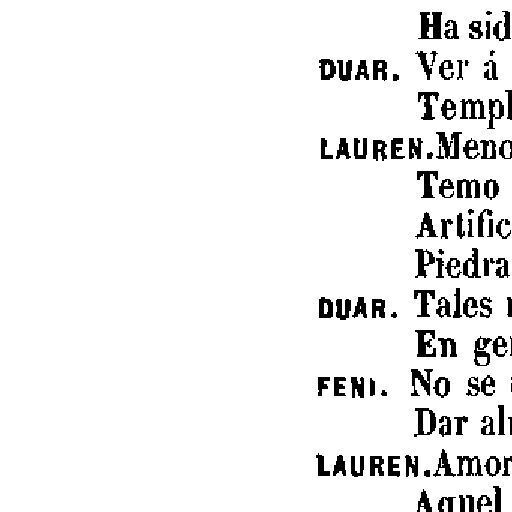 Ha sid
DUAR. Ver á
Templ
LAUREN. Meno
Temo
Artific
Piedra
DUAR. Tales
En ge
FENI. No se
Dar al
LAUREN. Amor
Aquel